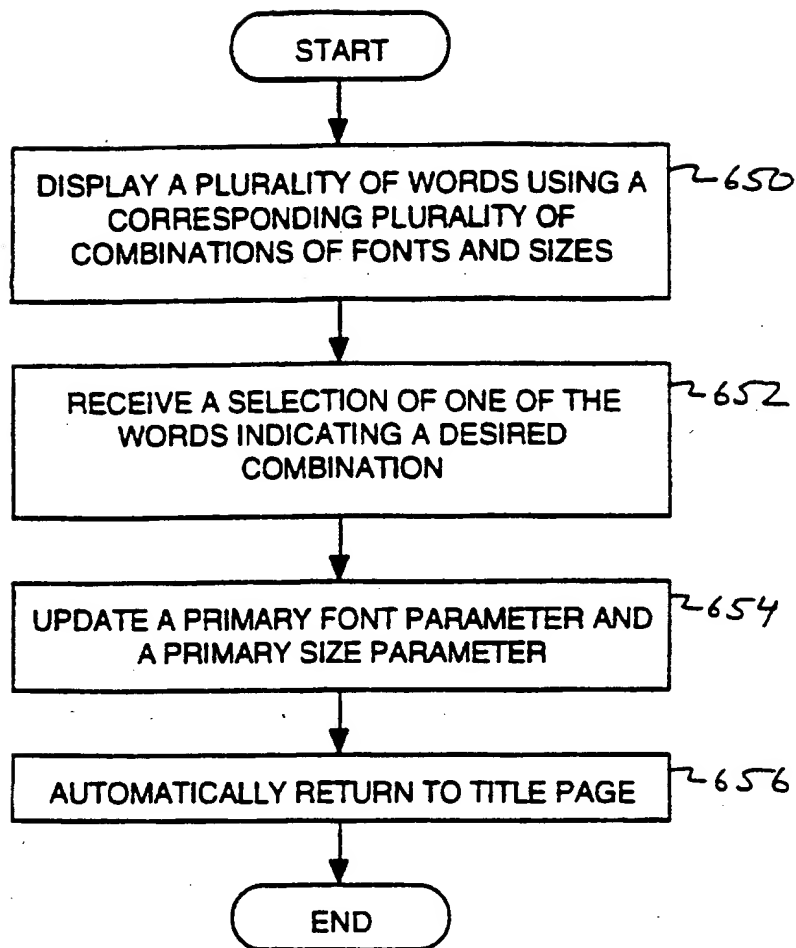 START
DISPLAY A PLURALITY OF WORDS USING A
CORRESPONDING PLURALITY OF
COMBINATIONS OF FONTS AND SIZES
650
RECEIVE A SELECTION OF ONE OF THE
WORDS INDICATING A DESIRED
COMBINATION
652
UPDATE A PRIMARY FONT PARAMETER AND
A PRIMARY SIZE PARAMETER
654
AUTOMATICALLY RETURN TO TITLE PAGE
656
END